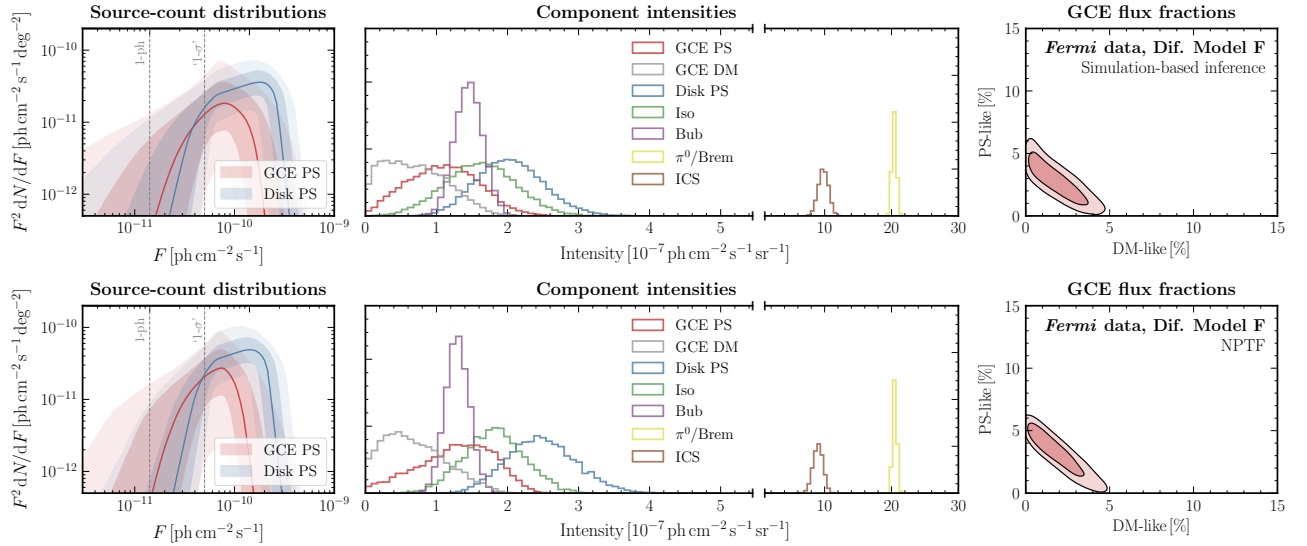 Source-count distributions
Component intensities
GCE flux fractions
F² dN/dF [ph cm⁻² s⁻¹ deg⁻²]
10⁻¹⁰
10⁻¹¹
10⁻¹²
1-ph
'1-σ'
GCE PS
Disk PS
10⁻¹¹
10⁻¹⁰
10⁻⁹
F [ph cm⁻² s⁻¹]
GCE PS
GCE DM
Disk PS
Iso
Bub
π⁰/Brem
ICS
0 1 2 3 4 5 10 20 30
Intensity [10⁻⁷ ph cm⁻² s⁻¹ sr⁻¹]
Fermi data, Dif. Model F
Simulation-based inference
PS-like [%]
15
10
5
0
0 5 10 15
DM-like [%]
Source-count distributions
Component intensities
GCE flux fractions
F² dN/dF [ph cm⁻² s⁻¹ deg⁻²]
10⁻¹⁰
10⁻¹¹
10⁻¹²
1-ph
'1-σ'
GCE PS
Disk PS
10⁻¹¹
10⁻¹⁰
10⁻⁹
F [ph cm⁻² s⁻¹]
GCE PS
GCE DM
Disk PS
Iso
Bub
π⁰/Brem
ICS
0 1 2 3 4 5 10 20 30
Intensity [10⁻⁷ ph cm⁻² s⁻¹ sr⁻¹]
Fermi data, Dif. Model F
NPTF
PS-like [%]
15
10
5
0
0 5 10 15
DM-like [%]